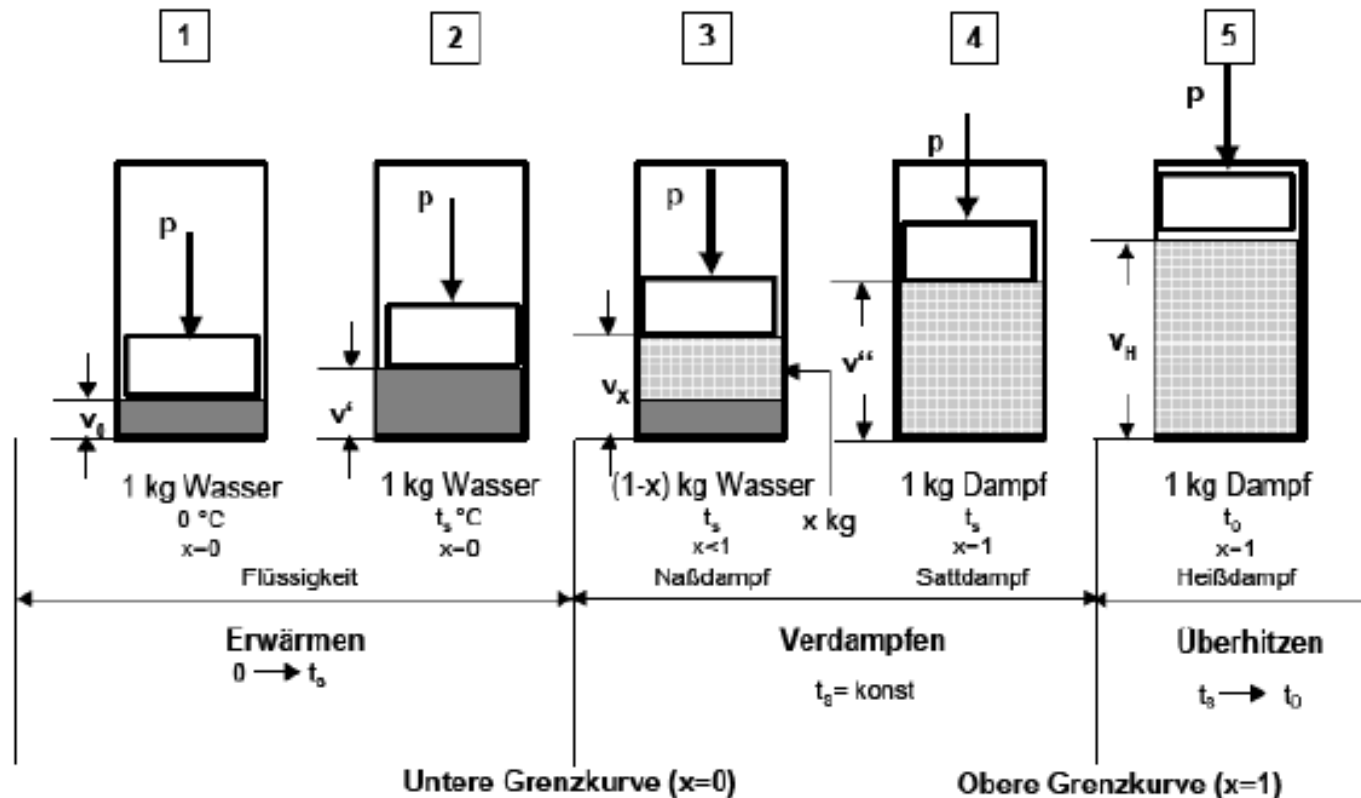 1 2 3 4 5
p p p p p
v₀ v‘ vₓ v“ v_H
1 kg Wasser 1 kg Wasser (1-x) kg Wasser x kg 1 kg Dampf 1 kg Dampf
0 °C tₛ °C tₛ tₛ t₀
x=0 x=0 x<1 x=1 x=1
Flüssigkeit Naßdampf Sattdampf Heißdampf
Erwärmen Verdampfen Überhitzen
0 → tₛ tₛ= konst tₛ → t₀
Untere Grenzkurve (x=0) Obere Grenzkurve (x=1)